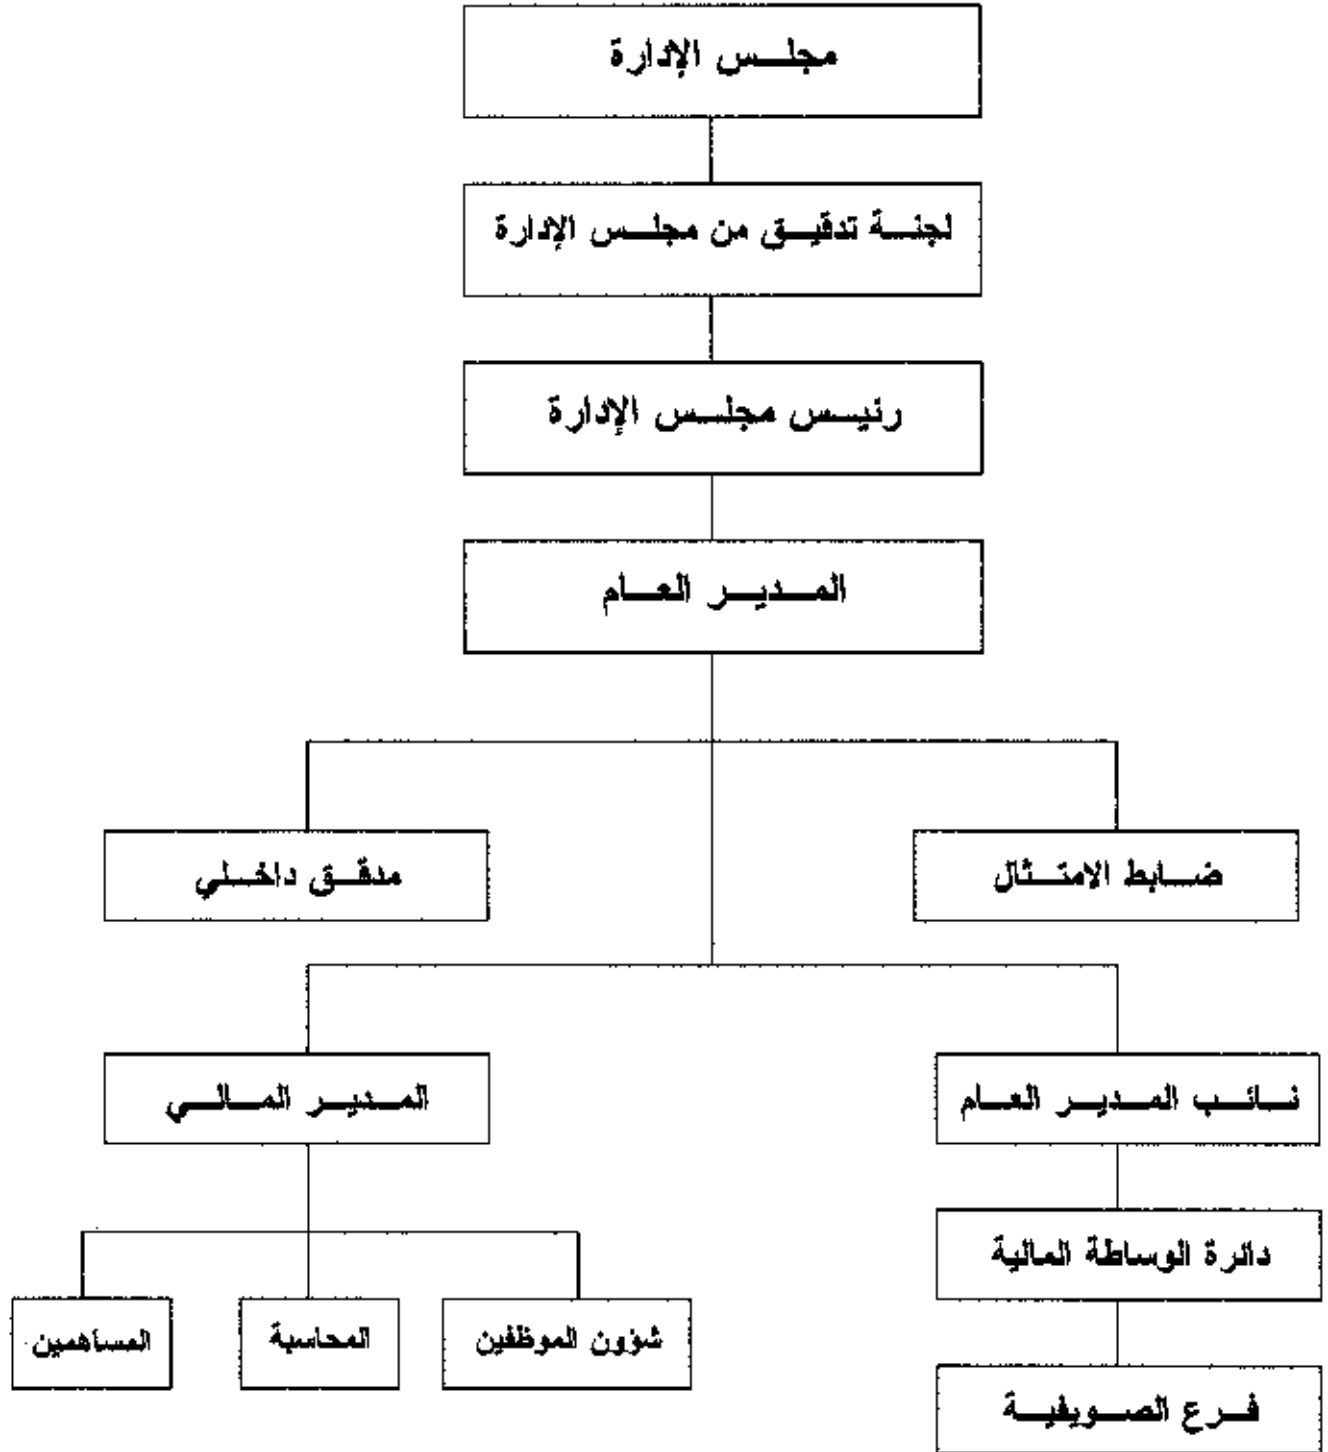 مجلس الإدارة
لجنة تدقيق من مجلس الإدارة
رئيس مجلس الإدارة
المدير العام
ضابط الامتثال
مدقق داخلي
نائب المدير العام
المدير المالي
دائرة الوساطة المالية
شؤون الموظفين
المحاسبة
المساهمين
فرع الصويفية